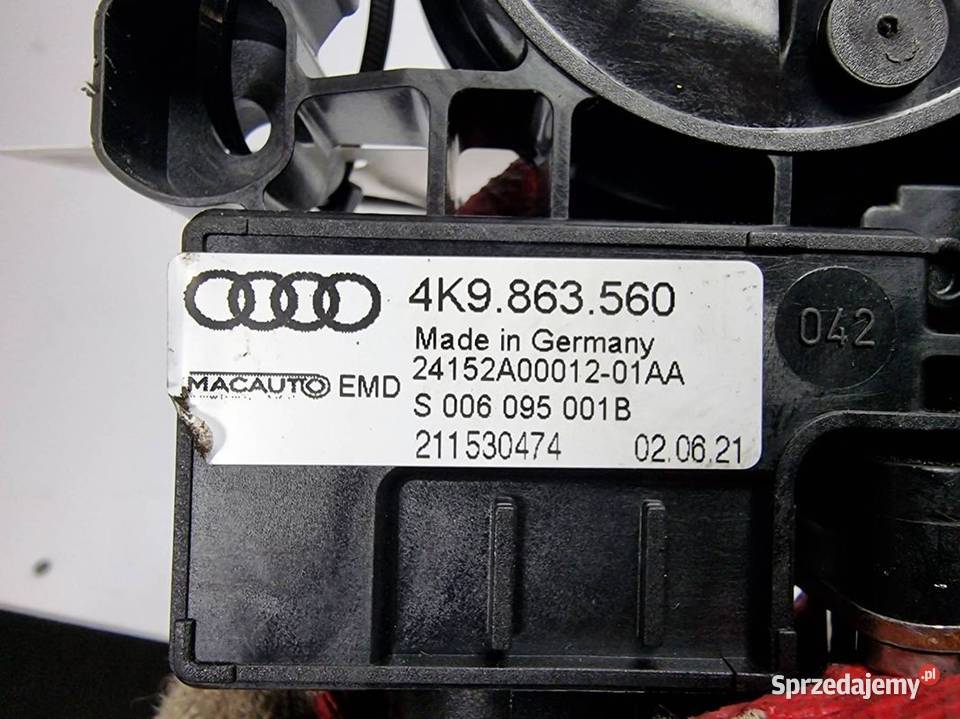 4K9.863.560
Made in Germany
24152A00012-01AA
MACAUTO EMD
S 006 095 001B
211530474 02.06.21
042
Sprzedajemy.pl